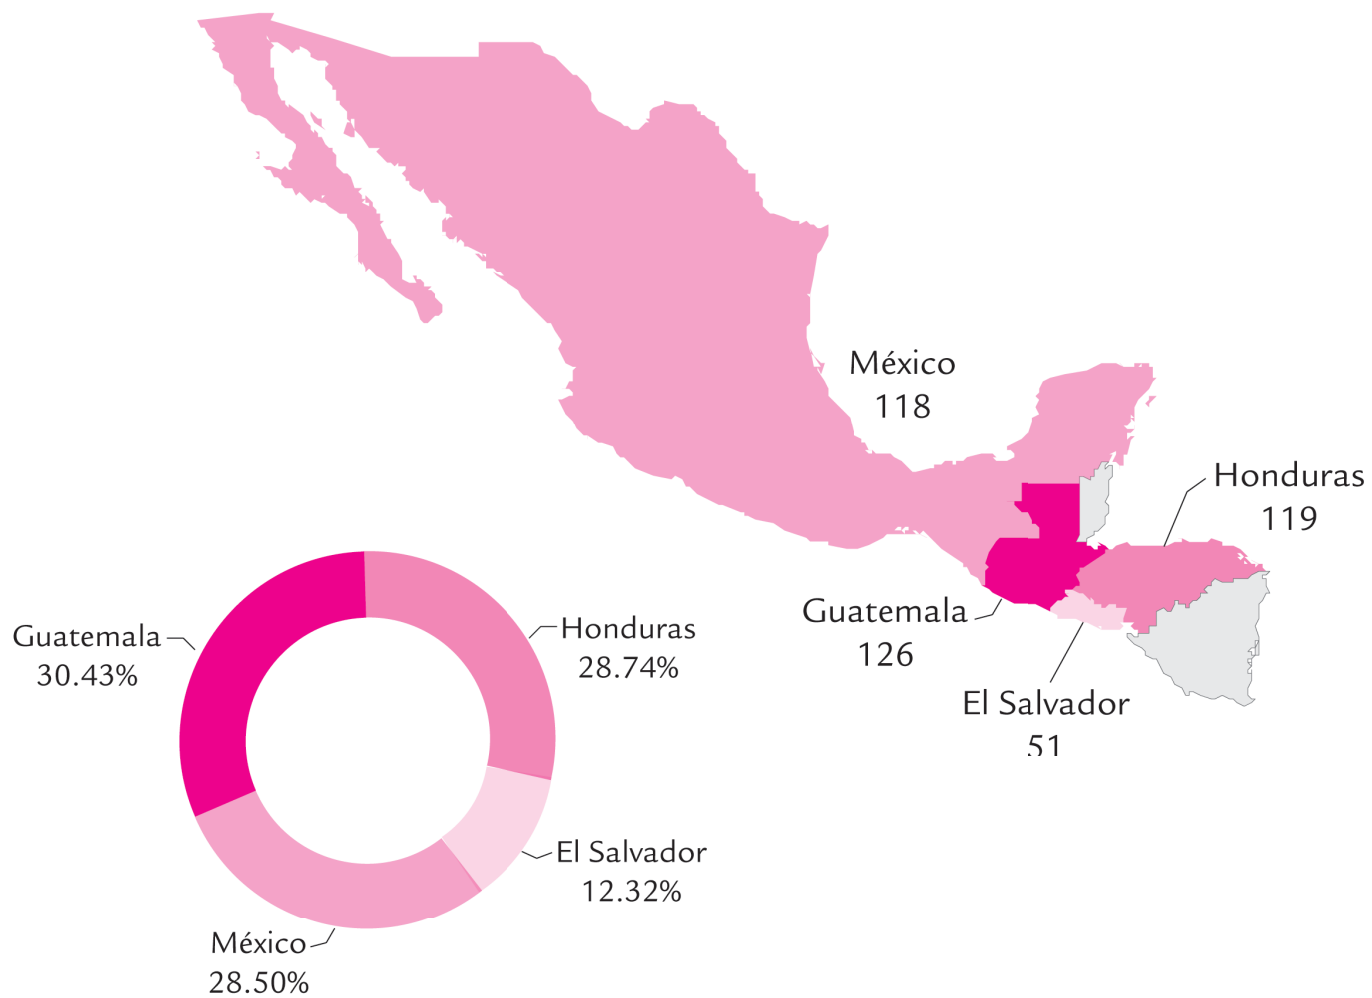 México
118
Honduras
119
Guatemala
126
El Salvador
51
Guatemala
30.43%
Honduras
28.74%
El Salvador
12.32%
México
28.50%